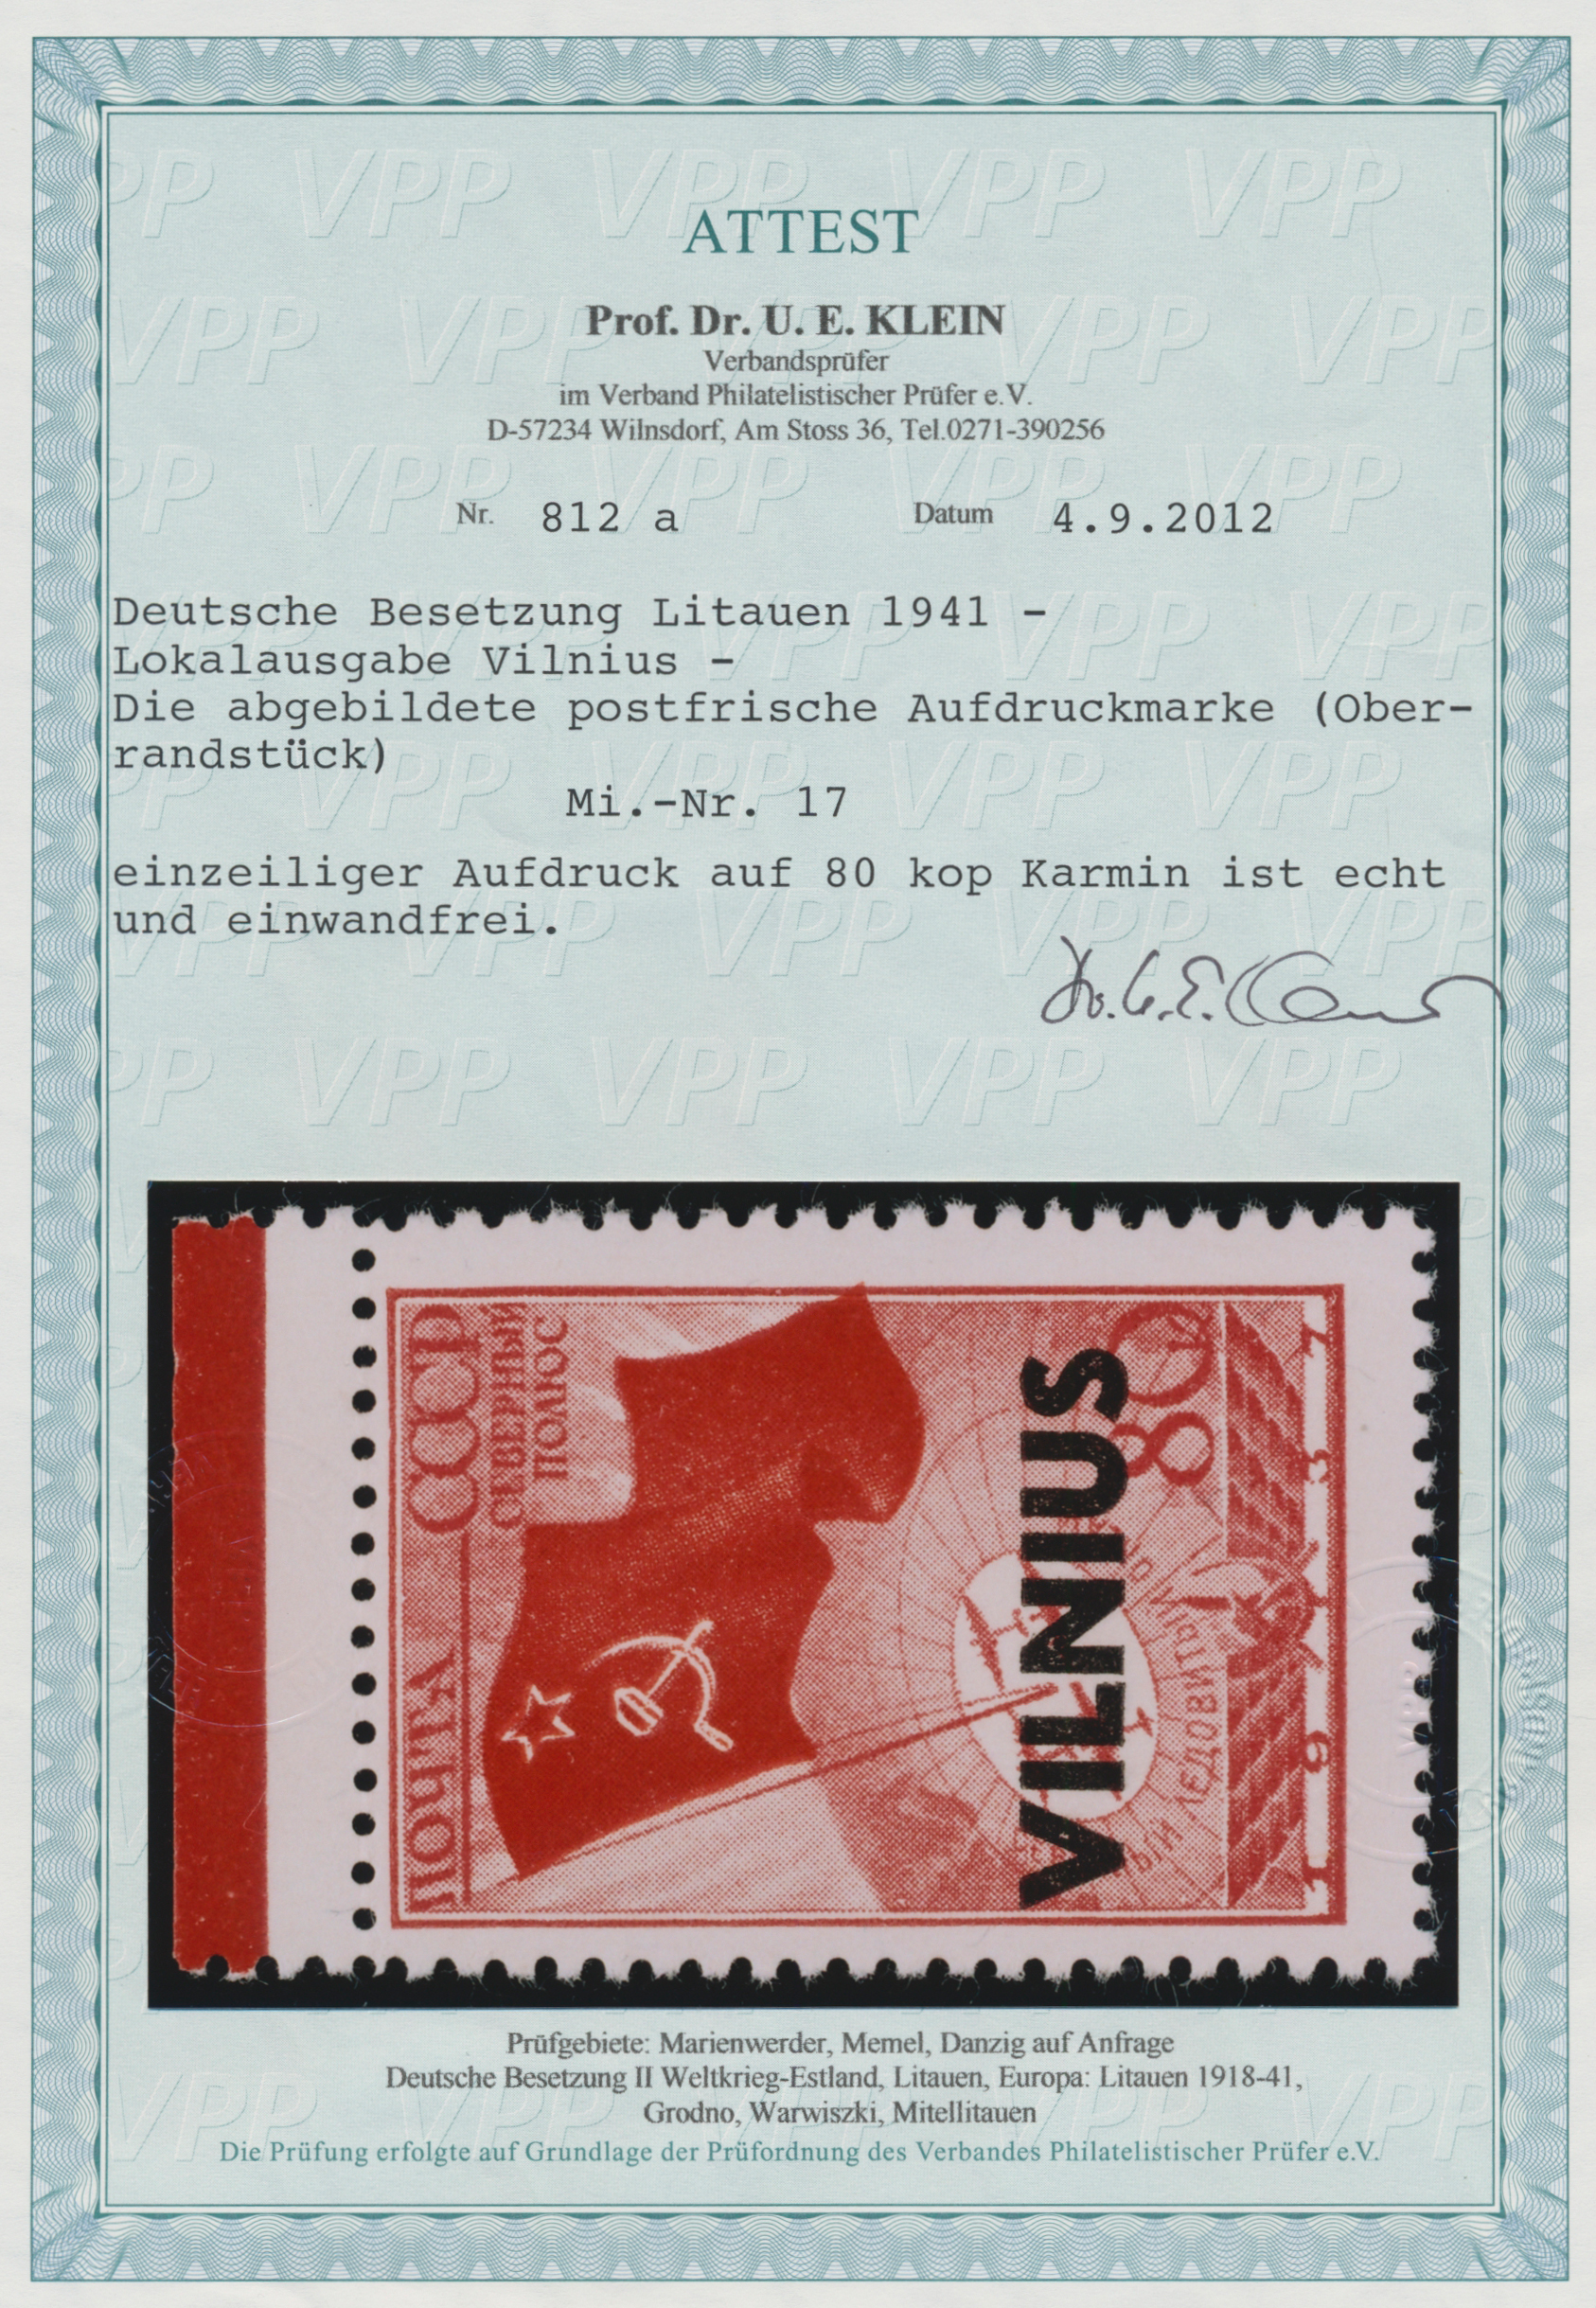 ATTEST
Prof. Dr. U. E. KLEIN
Verbandsprüfer
im Verband Philatelistischer Prüfer e.V.
D-57234 Wilnsdorf, Am Stoss 36, Tel.0271-390256
Nr. 812 a Datum 4.9.2012
Deutsche Besetzung Litauen 1941 -
Lokalausgabe Vilnius -
Die abgebildete postfrische Aufdruckmarke (Ober-
randstück)
Mi.-Nr. 17
einzeiliger Aufdruck auf 80 kop Karmin ist echt
und einwandfrei.
Dr. U. E. Klein
ПОЧТА СССР
СЕВЕРНЫЙ
ПОЛЮС
VILNIUS
80 К
ЛЕДОВИТЫЙ
1937
Prüfgebiete: Marienwerder, Memel, Danzig auf Anfrage
Deutsche Besetzung II Weltkrieg-Estland, Litauen, Europa: Litauen 1918-41,
Grodno, Warwiszki, Mitellitauen
Die Prüfung erfolgte auf Grundlage der Prüfordnung des Verbandes Philatelistischer Prüfer e.V.